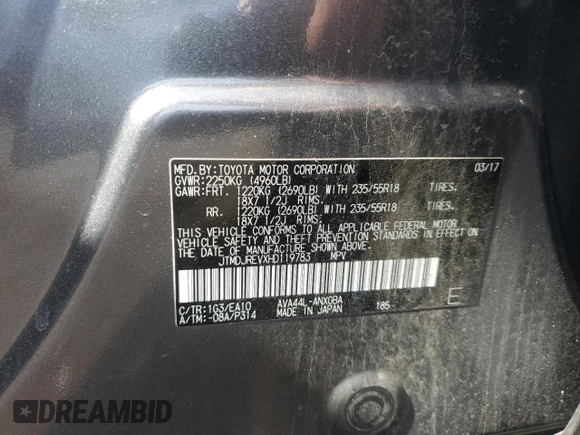 MFD. BY: TOYOTA MOTOR CORPORATION 03/17
GVWR: 2250KG (4960LB)
GAWR: FRT. 1220KG (2690LB) WITH 235/55R18 TIRES.
18X7 1/2J RIMS.
RR. 1220KG (2690LB) WITH 235/55R18 TIRES.
18X7 1/2J RIMS.
THIS VEHICLE CONFORMS TO ALL APPLICABLE FEDERAL MOTOR
VEHICLE SAFETY AND THEFT PREVENTION STANDARDS IN EFFECT ON
THE DATE OF MANUFACTURE SHOWN ABOVE.
JTMDJREVXHD119783 MPV
C/TR: 1G3/EA10 AVA44L-ANXGBA 185 E
A/TM: -08A/P314 MADE IN JAPAN
DREAMBID